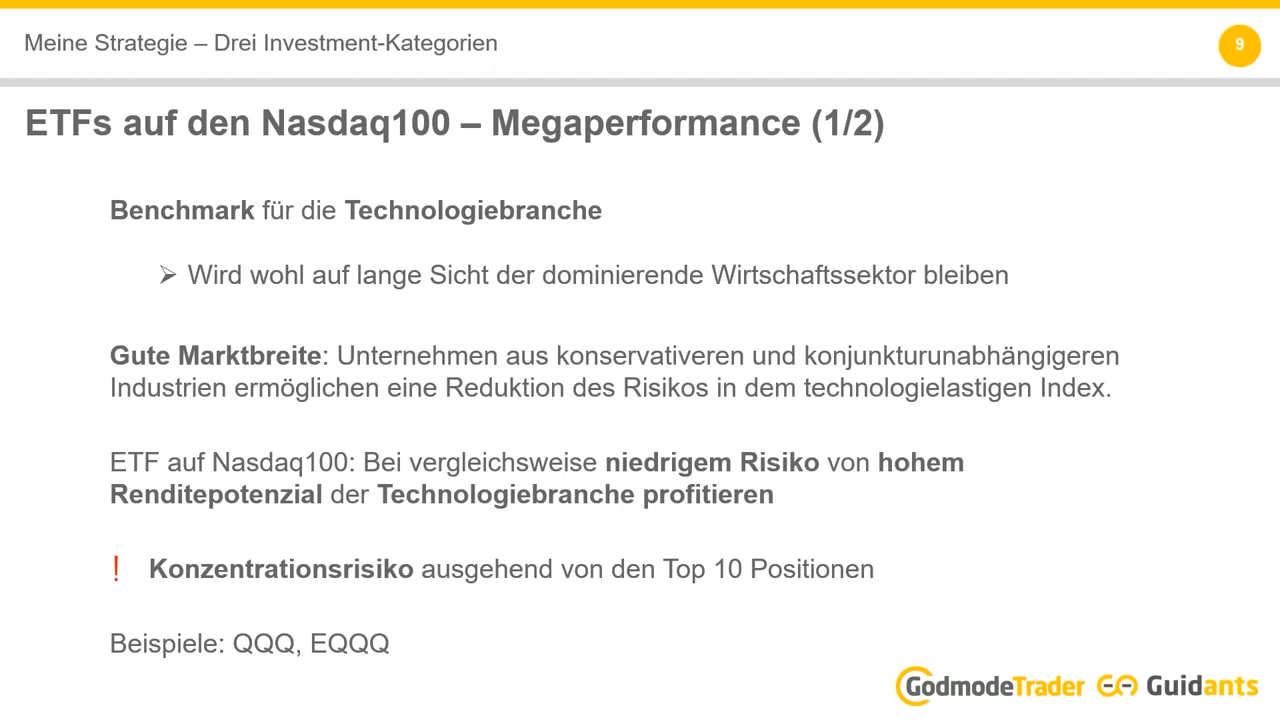 Meine Strategie – Drei Investment-Kategorien
9
ETFs auf den Nasdaq100 – Megaperformance (1/2)
Benchmark für die Technologiebranche
➢ Wird wohl auf lange Sicht der dominierende Wirtschaftssektor bleiben
Gute Marktbreite: Unternehmen aus konservativeren und konjunkturunabhängigeren
Industrien ermöglichen eine Reduktion des Risikos in dem technologielastigen Index.
ETF auf Nasdaq100: Bei vergleichsweise niedrigem Risiko von hohem
Renditepotenzial der Technologiebranche profitieren
! Konzentrationsrisiko ausgehend von den Top 10 Positionen
Beispiele: QQQ, EQQQ
GodmodeTrader Guidants